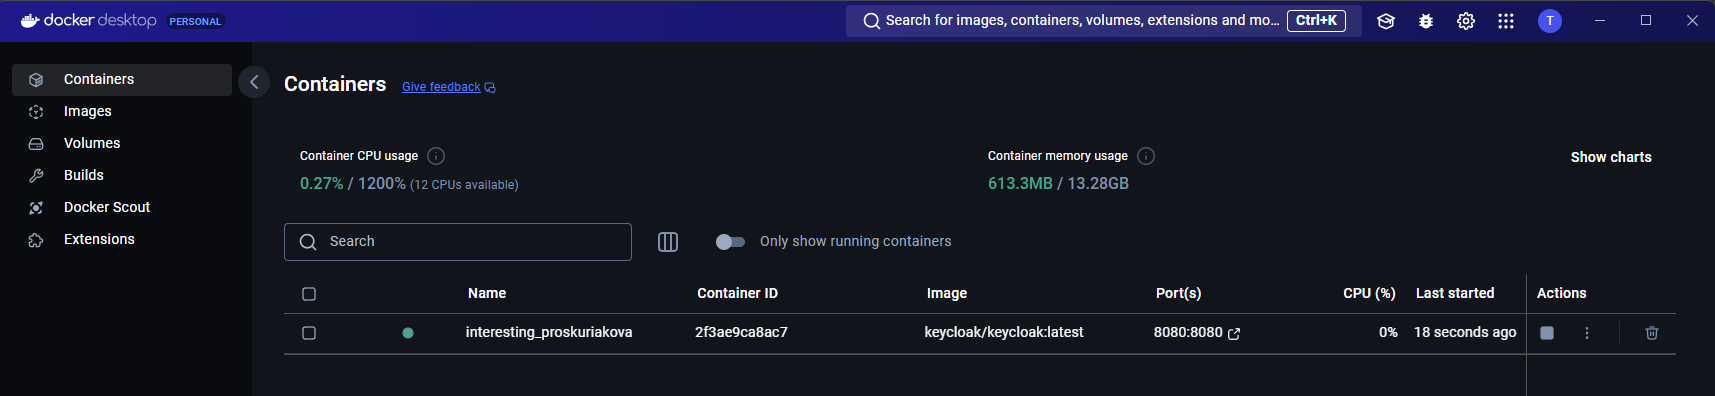 docker desktop PERSONAL
Search for images, containers, volumes, extensions and mo... Ctrl+K
T
Containers
Images
Volumes
Builds
Docker Scout
Extensions
Containers Give feedback
Container CPU usage
0.27% / 1200% (12 CPUs available)
Container memory usage
613.3MB / 13.28GB
Show charts
Search
Only show running containers
Name Container ID Image Port(s) CPU (%) Last started Actions
interesting_proskuriakova 2f3ae9ca8ac7 keycloak/keycloak:latest 8080:8080 0% 18 seconds ago